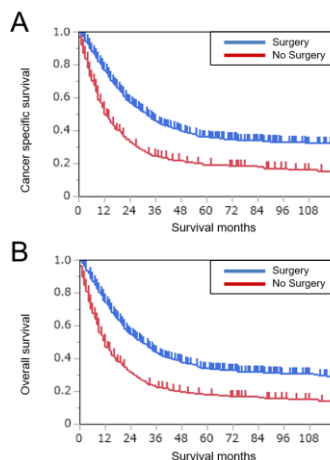 A
1.0
0.8
0.6
0.4
0.2
0
Cancer specific survival
Surgery
No Surgery
0 12 24 36 48 60 72 84 96 108
Survival months
B
1.0
0.8
0.6
0.4
0.2
0
Overall survival
Surgery
No Surgery
0 12 24 36 48 60 72 84 96 108
Survival months